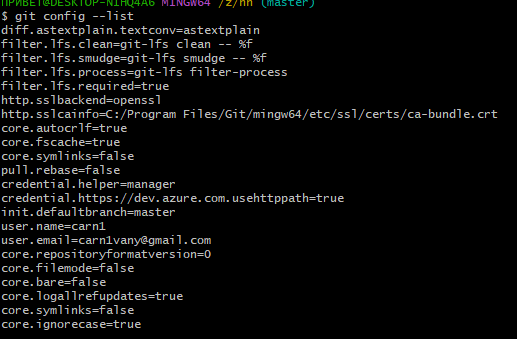 ПРИВЕТ@DESKTOP-NIHQ4A6 MINGW64 /z/nn (master)
$ git config --list
diff.astextplain.textconv=astextplain
filter.lfs.clean=git-lfs clean -- %f
filter.lfs.smudge=git-lfs smudge -- %f
filter.lfs.process=git-lfs filter-process
filter.lfs.required=true
http.sslbackend=openssl
http.sslcainfo=C:/Program Files/Git/mingw64/etc/ssl/certs/ca-bundle.crt
core.autocrlf=true
core.fscache=true
core.symlinks=false
pull.rebase=false
credential.helper=manager
credential.https://dev.azure.com.usehttppath=true
init.defaultbranch=master
user.name=carn1
user.email=carn1vany@gmail.com
core.repositoryformatversion=0
core.filemode=false
core.bare=false
core.logallrefupdates=true
core.symlinks=false
core.ignorecase=true